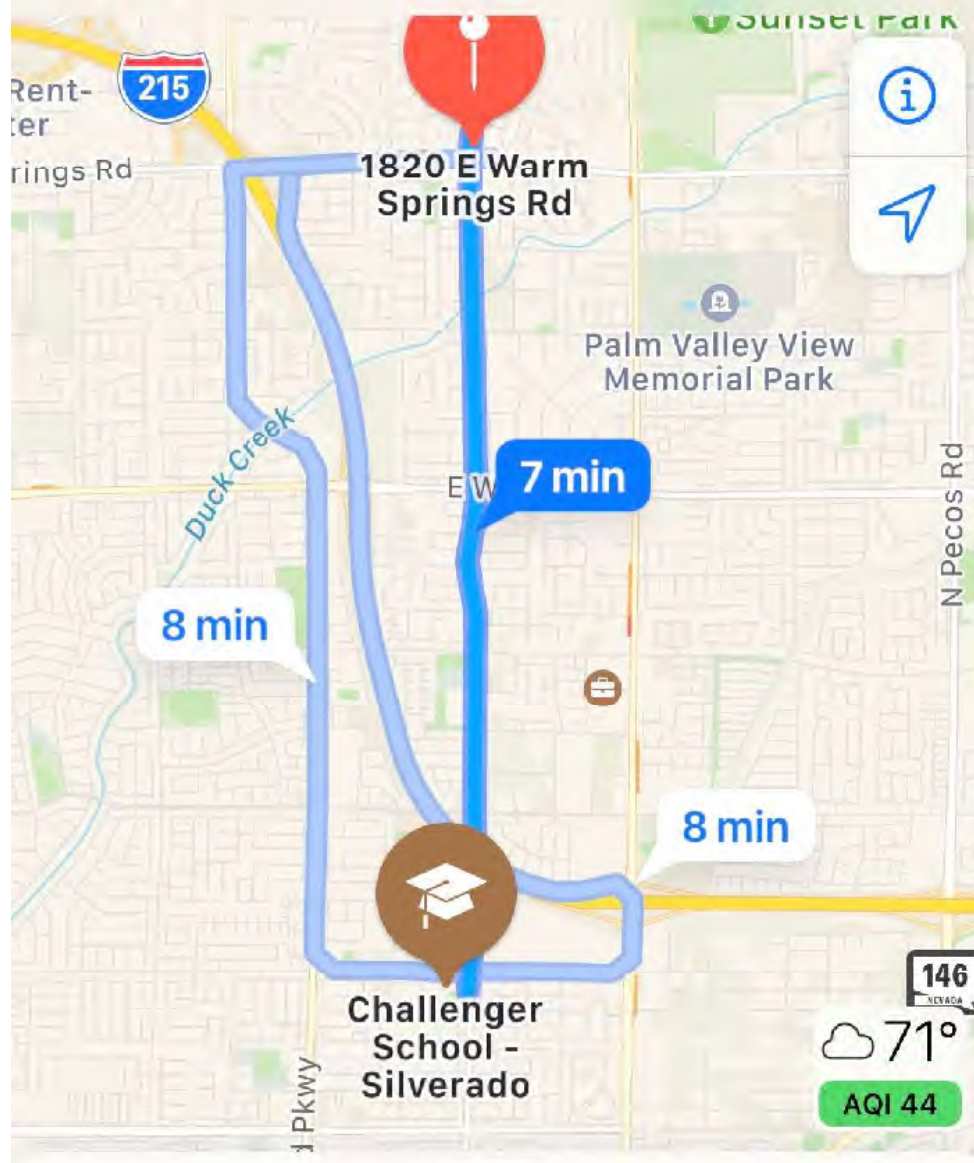 Sunset Park
215
Rent-
ter
rings Rd
1820 E Warm
Springs Rd
Palm Valley View
Memorial Park
Duck Creek
E W
7 min
N Pecos Rd
8 min
8 min
146
NEVADA
Challenger
School -
Silverado
71°
AQI 44
d Pkwy